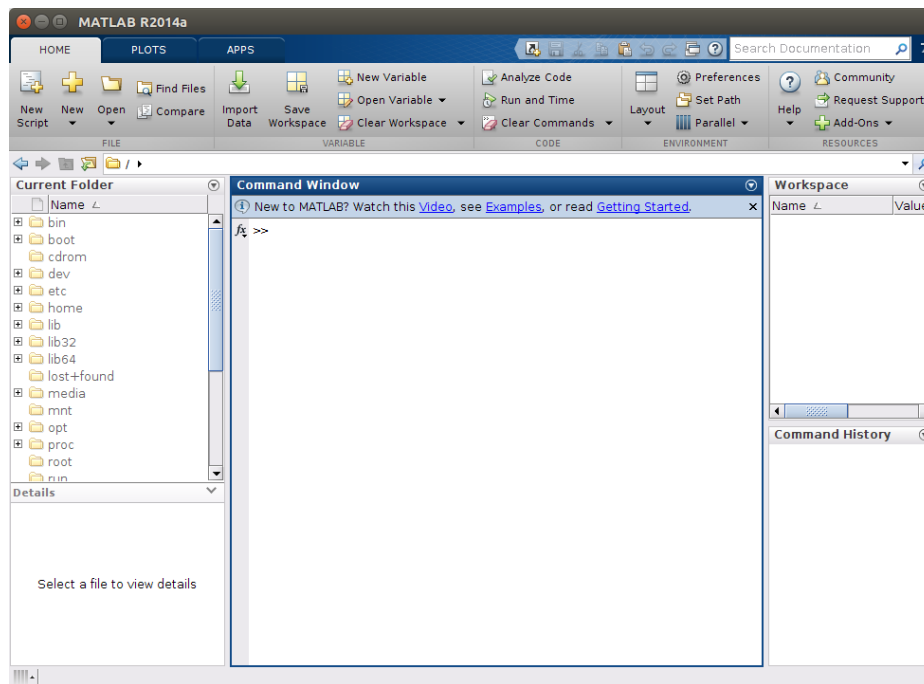 MATLAB R2014a
HOME PLOTS APPS Search Documentation
New Script New Open Find Files Compare Import Data Save Workspace New Variable Open Variable Clear Workspace Analyze Code Run and Time Clear Commands Layout Preferences Set Path Parallel Help Community Request Support Add-Ons
FILE VARIABLE CODE ENVIRONMENT RESOURCES
/
Current Folder
Name
bin
boot
cdrom
dev
etc
home
lib
lib32
lib64
lost+found
media
mnt
opt
proc
root
run
Details
Select a file to view details
Command Window
New to MATLAB? Watch this Video, see Examples, or read Getting Started.
fx >>
Workspace
Name Value
Command History